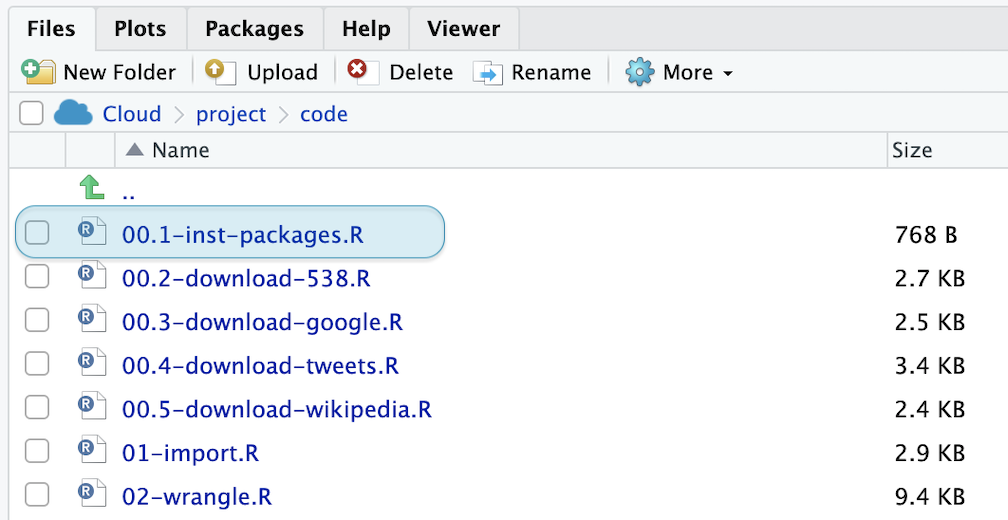 Files Plots Packages Help Viewer
New Folder Upload Delete Rename More
Cloud project code
Name Size
..
R 00.1-inst-packages.R 768 B
R 00.2-download-538.R 2.7 KB
R 00.3-download-google.R 2.5 KB
R 00.4-download-tweets.R 3.4 KB
R 00.5-download-wikipedia.R 2.4 KB
R 01-import.R 2.9 KB
R 02-wrangle.R 9.4 KB